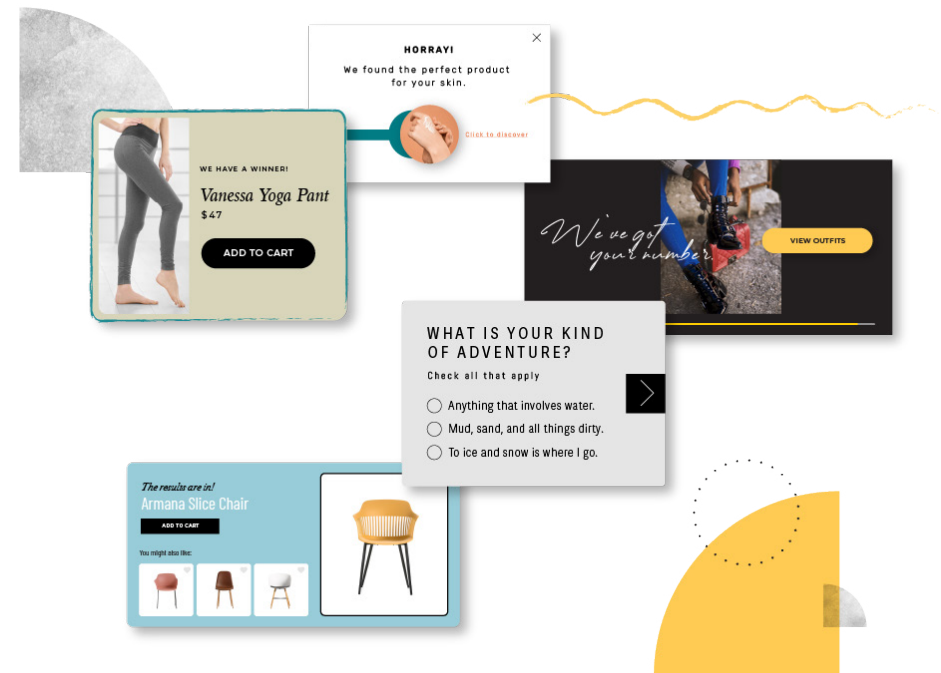 HORRAY!
We found the perfect product
for your skin.
Click to discover
WE HAVE A WINNER!
Vanessa Yoga Pant
$47
ADD TO CART
We've got
your number.
VIEW OUTFITS
WHAT IS YOUR KIND
OF ADVENTURE?
Check all that apply
Anything that involves water.
Mud, sand, and all things dirty.
To ice and snow is where I go.
The results are in!
Armana Slice Chair
ADD TO CART
You might also like: